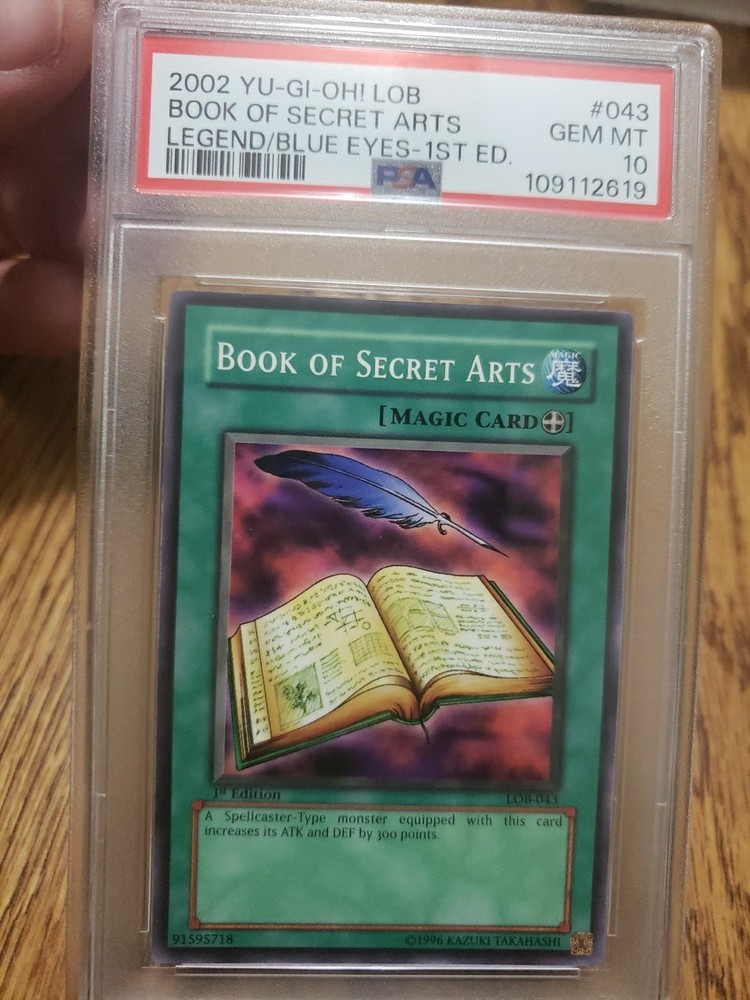 2002 YU-GI-OH! LOB #043
BOOK OF SECRET ARTS GEM MT
LEGEND/BLUE EYES-1ST ED. 10
PSA 109112619
BOOK OF SECRET ARTS
MAGIC
魔
[MAGIC CARD]
1st Edition LOB-043
A Spellcaster-Type monster equipped with this card
increases its ATK and DEF by 300 points.
91595718 ©1996 KAZUKI TAKAHASHI